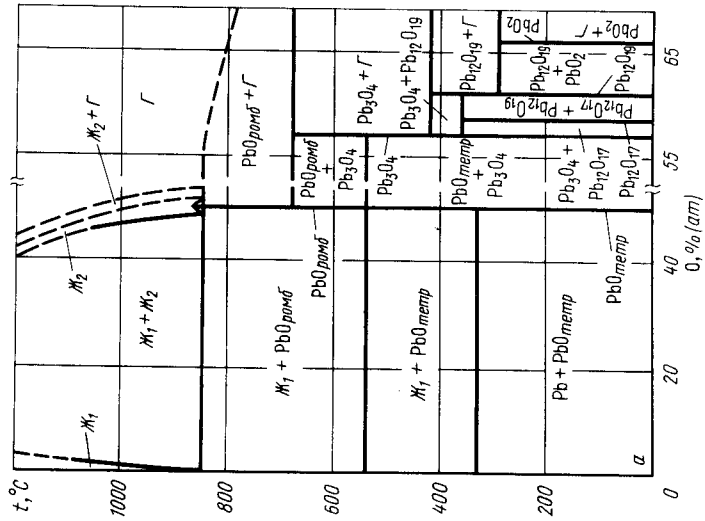 t,°C
1000
800
600
400
200
0
20
40
55
65
O, % (ат)
а
Ж₁
Ж₁ + Ж₂
Ж₂
Ж₂ + Г
Г
PbOромб + Г
Ж₁ + PbOромб
PbOромб
PbOромб
+
Pb₃O₄
Pb₃O₄ + Г
Pb₃O₄
Pb₃O₄ + Pb₁₂O₁₉
Pb₁₂O₁₉ + Г
Ж₁ + PbOтетр
PbOтетр
+
Pb₃O₄
Pb + PbOтетр
PbOтетр
Pb₃O₄ +
Pb₁₂O₁₇
Pb₁₂O₁₇
Pb₁₂O₁₇ + Pb₁₂O₁₉
Pb₁₂O₁₉
+
PbO₂
Pb₁₂O₁₉
PbO₂
PbO₂ + Г